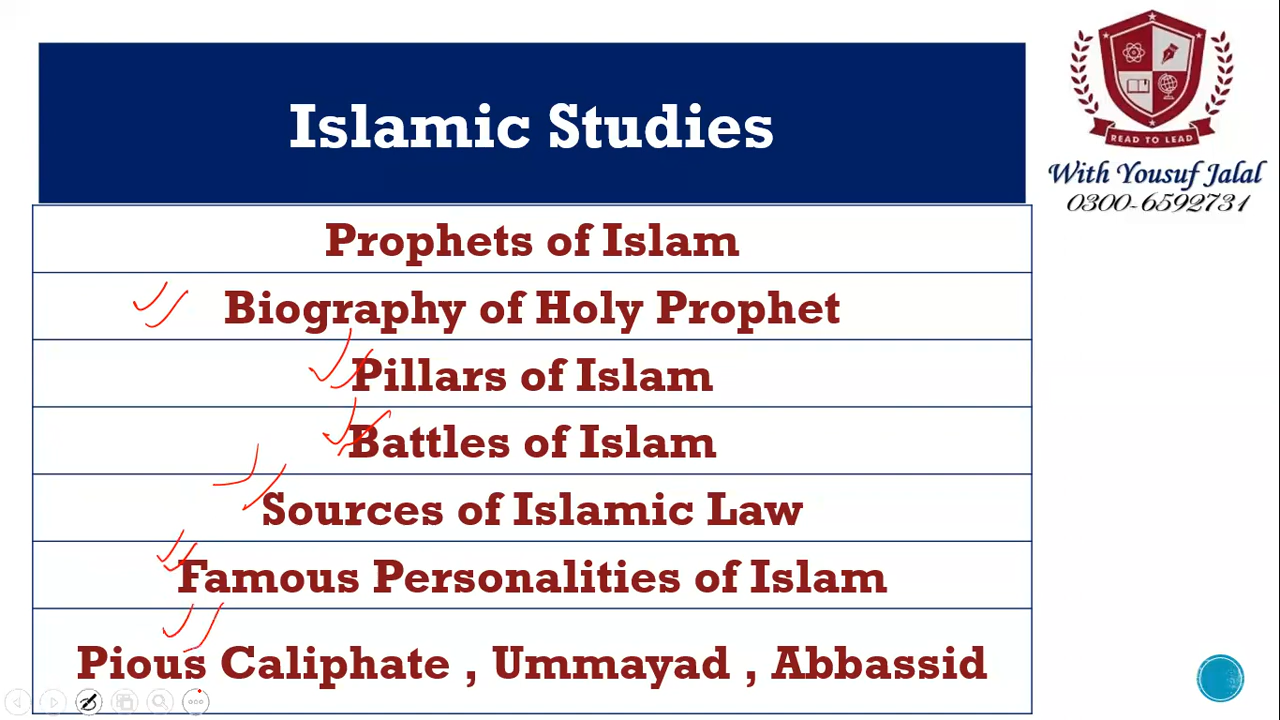 Islamic Studies
READ TO LEAD
With Yousuf Jalal
0300-6592731
Prophets of Islam
Biography of Holy Prophet
Pillars of Islam
Battles of Islam
Sources of Islamic Law
Famous Personalities of Islam
Pious Caliphate , Ummayad , Abbassid